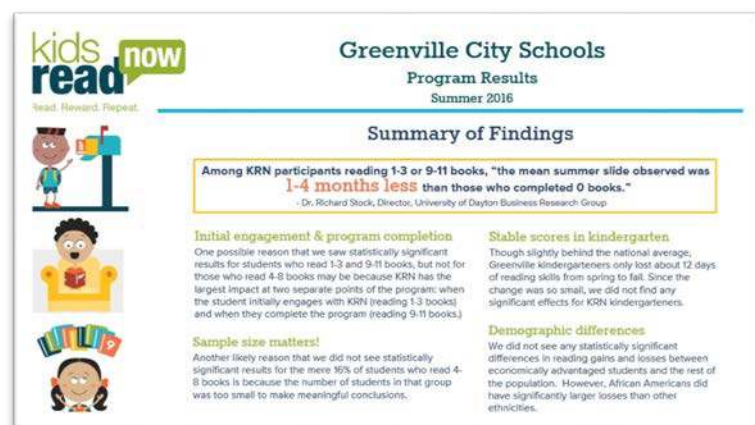 kids
read now
Read. Reward. Repeat.
Greenville City Schools
Program Results
Summer 2016
Summary of Findings
Among KRN participants reading 1-3 or 9-11 books, "the mean summer slide observed was
1-4 months less than those who completed 0 books."
- Dr. Richard Stock, Director, University of Dayton Business Research Group
Initial engagement & program completion
One possible reason that we saw statistically significant
results for students who read 1-3 and 9-11 books, but not for
those who read 4-8 books may be because KRN has the
largest impact at two separate points of the program: when
the student initially engages with KRN (reading 1-3 books)
and when they complete the program (reading 9-11 books.)
Sample size matters!
Another likely reason that we did not see statistically
significant results for the mere 16% of students who read 4-
8 books is because the number of students in that group
was too small to make meaningful conclusions.
Stable scores in kindergarten
Though slightly behind the national average,
Greenville kindergarteners only lost about 12 days
of reading skills from spring to fall. Since the
change was so small, we did not find any
significant effects for KRN kindergarteners.
Demographic differences
We did not see any statistically significant
differences in reading gains and losses between
economically advantaged students and the rest of
the population. However, African Americans did
have significantly larger losses than other
ethnicities.
9